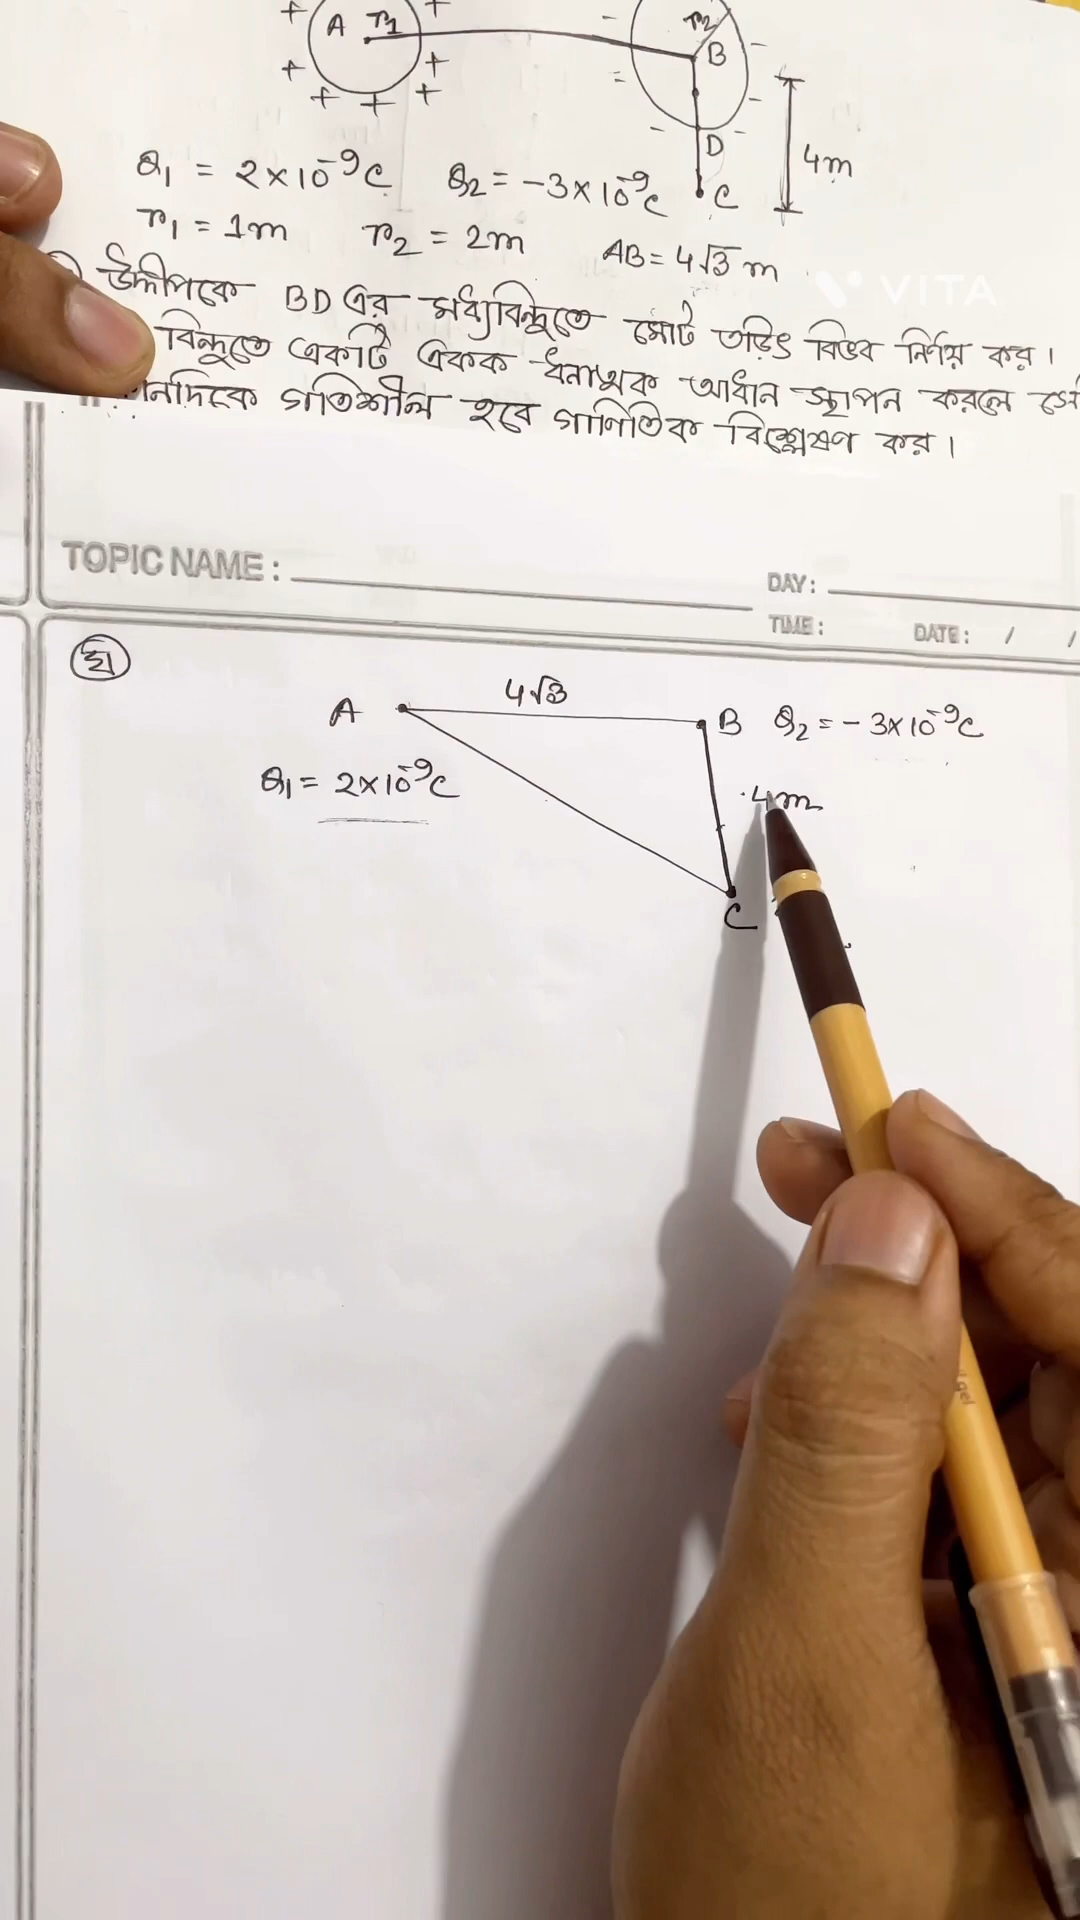 A r₁
r₂
B
D
4m
C
Q₁ = 2×10⁻⁹C Q₂ = -3×10⁻⁹C
r₁ = 1m r₂ = 2m AB = 4√3 m
VITA
উদ্দীপকে BD এর মধ্যবিন্দুতে মোট তড়িৎ বিভব নির্ণয় কর।
বিন্দুতে একটি একক ধনাত্মক আধান স্থাপন করলে
গতিশীল হবে গাণিতিক বিশ্লেষণ কর।
TOPIC NAME :
DAY :
TIME : DATE : / /
ঘ
4√3
A B Q₂ = - 3×10⁻⁹C
Q₁ = 2×10⁻⁹C 4m
C